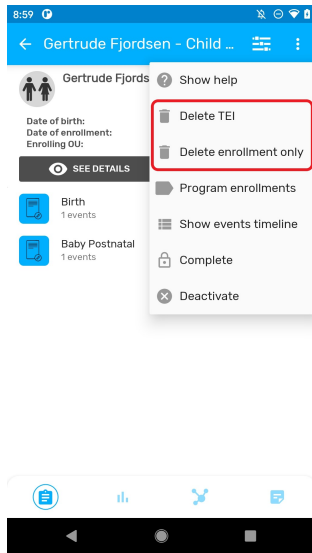 8:59
Gertrude Fjordsen - Child ...
Gertrude Fjords
Show help
Delete TEI
Delete enrollment only
Program enrollments
Show events timeline
Complete
Deactivate
Date of birth:
Date of enrollment:
Enrolling OU:
SEE DETAILS
Birth
1 events
Baby Postnatal
1 events